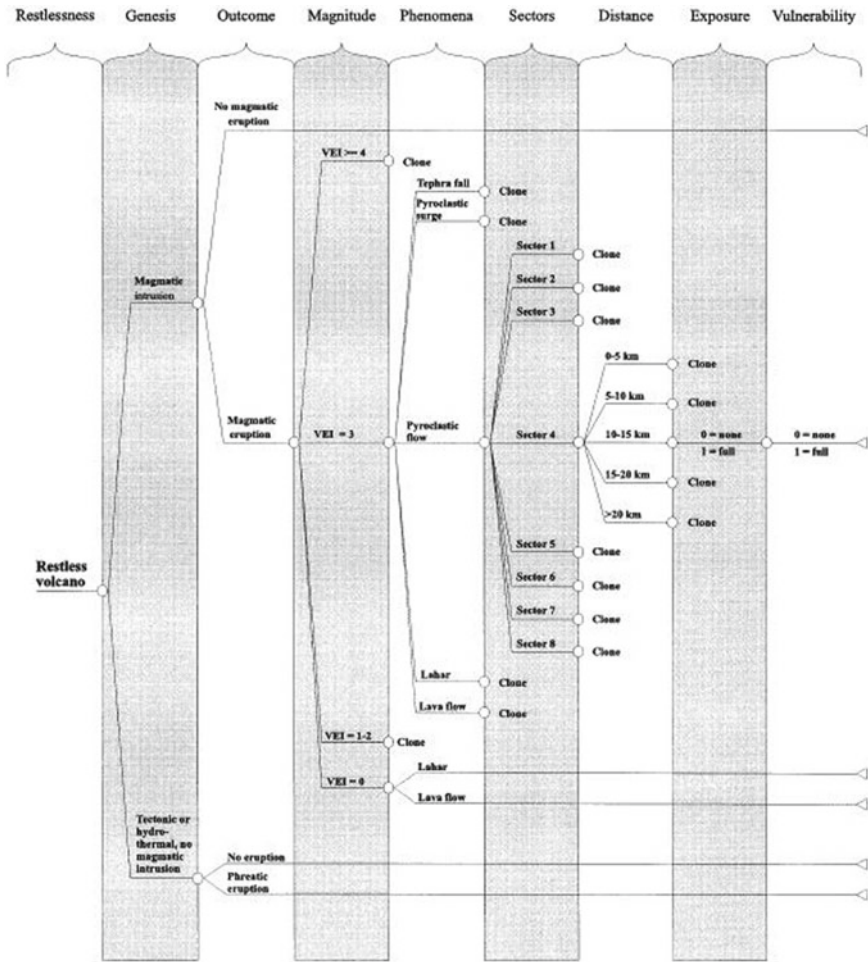 Restlessness Genesis Outcome Magnitude Phenomena Sectors Distance Exposure Vulnerability
No magmatic
eruption
VEI >= 4
Clone
Tephra fall
Clone
Pyroclastic
surge
Clone
Sector 1
Clone
Magmatic
intrusion
Sector 2
Clone
Sector 3
Clone
0-5 km
Clone
5-10 km
Clone
Magmatic
eruption
VEI = 3
Pyroclastic
flow
Sector 4
10-15 km
0 = none
1 = full
0 = none
1 = full
15-20 km
Clone
>20 km
Clone
Restless
volcano
Sector 5
Clone
Sector 6
Clone
Sector 7
Clone
Sector 8
Clone
Lahar
Clone
Lava flow
Clone
VEI = 1-2
Clone
VEI = 0
Lahar
Lava flow
Tectonic or
hydro-
thermal, no
magmatic
intrusion
No eruption
Phreatic
eruption